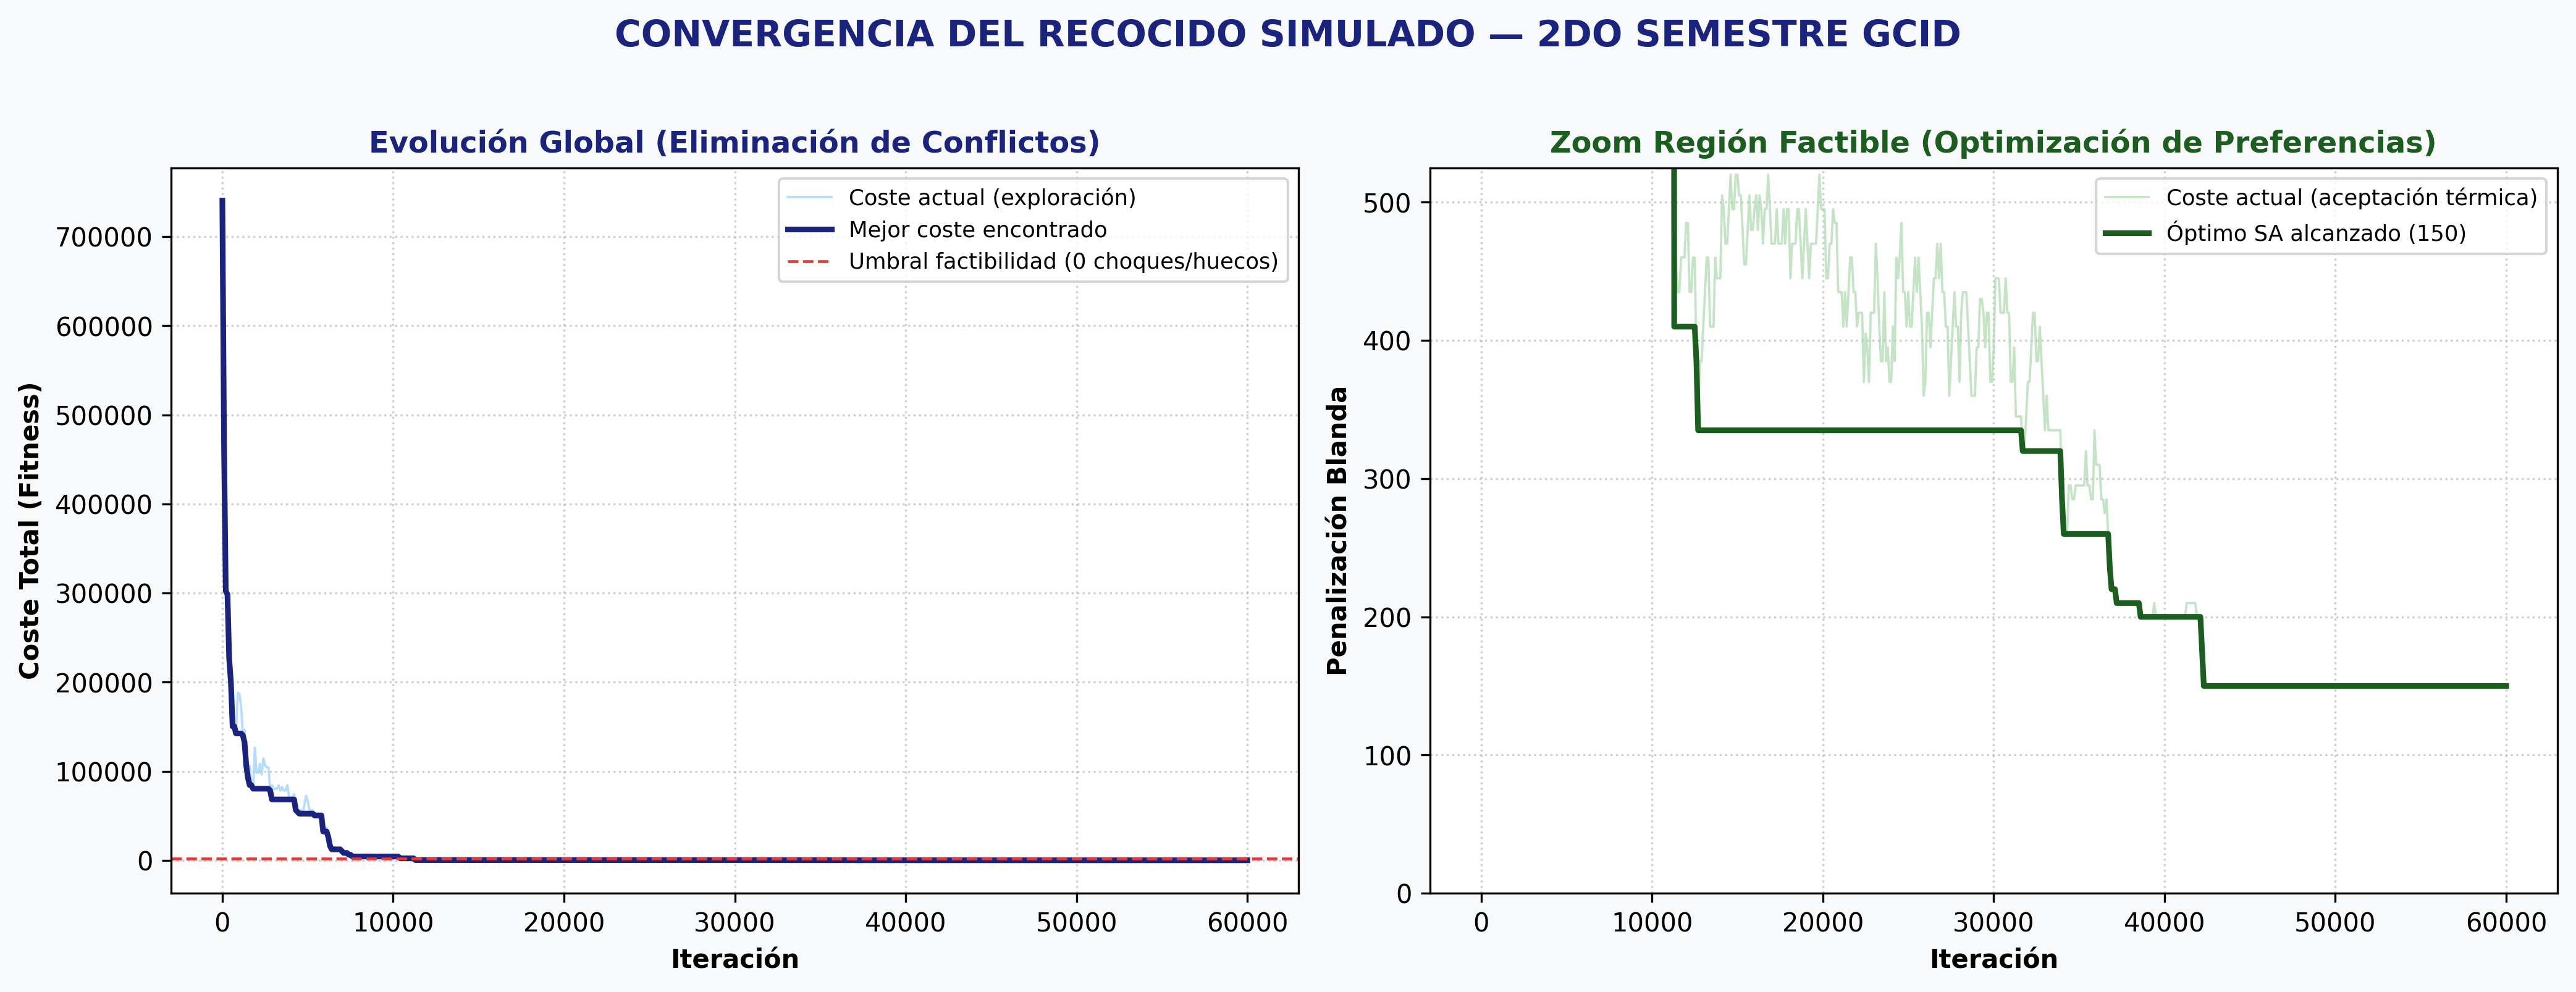 CONVERGENCIA DEL RECOCIDO SIMULADO — 2DO SEMESTRE GCID
Evolución Global (Eliminación de Conflictos)
Coste Total (Fitness)
700000
600000
500000
400000
300000
200000
100000
0
Coste actual (exploración)
Mejor coste encontrado
Umbral factibilidad (0 choques/huecos)
0 10000 20000 30000 40000 50000 60000
Iteración
Zoom Región Factible (Optimización de Preferencias)
Penalización Blanda
500
400
300
200
100
0
Coste actual (aceptación térmica)
Óptimo SA alcanzado (150)
0 10000 20000 30000 40000 50000 60000
Iteración